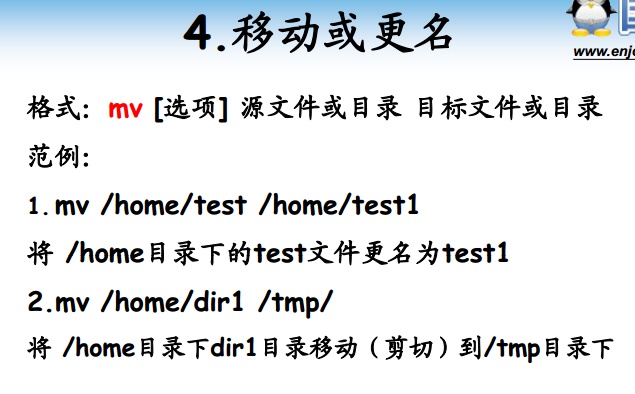 4.移动或更名
www.enjo
格式：mv [选项] 源文件或目录 目标文件或目录
范例：
1.mv /home/test /home/test1
将 /home目录下的test文件更名为test1
2.mv /home/dir1 /tmp/
将 /home目录下dir1目录移动（剪切）到/tmp目录下